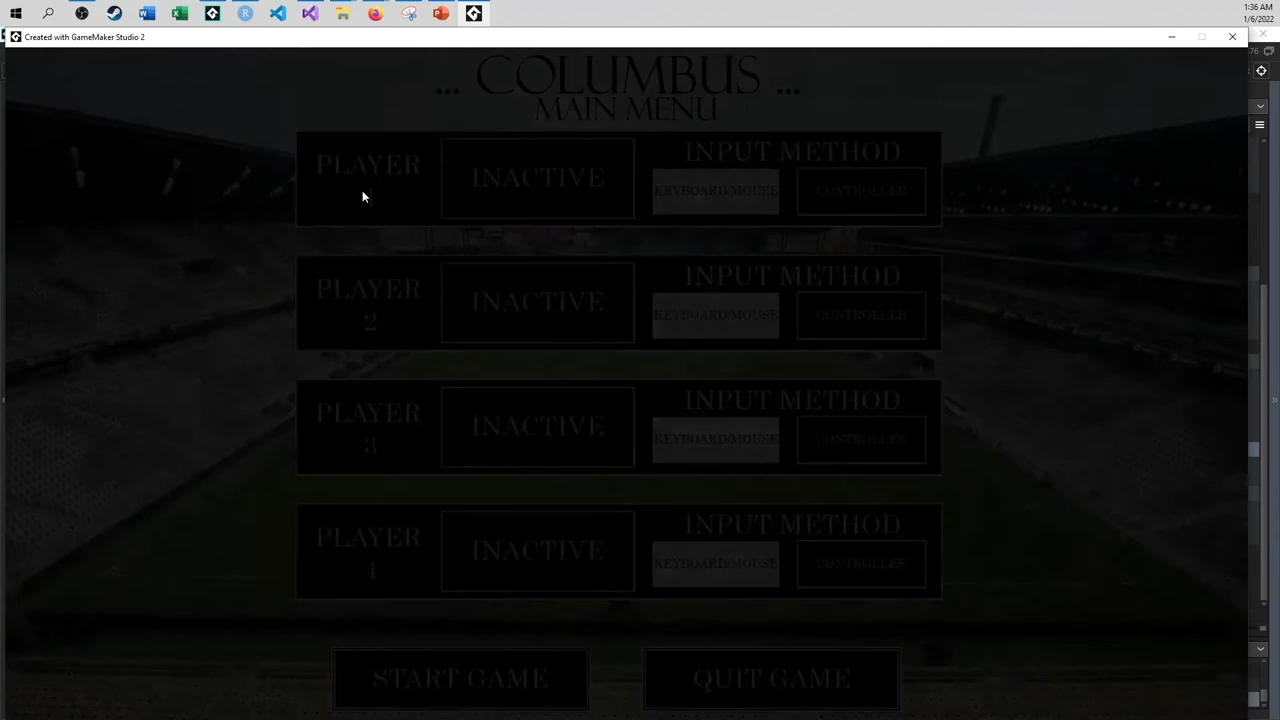 1:36 AM
1/6/2022
Created with GameMaker Studio 2
76
... COLUMBUS ...
MAIN MENU
PLAYER
INACTIVE
INPUT METHOD
KEYBOARD/MOUSE
CONTROLLER
PLAYER
2
INACTIVE
INPUT METHOD
KEYBOARD/MOUSE
CONTROLLER
PLAYER
3
INACTIVE
INPUT METHOD
KEYBOARD/MOUSE
CONTROLLER
PLAYER
4
INACTIVE
INPUT METHOD
KEYBOARD/MOUSE
CONTROLLER
START GAME
QUIT GAME